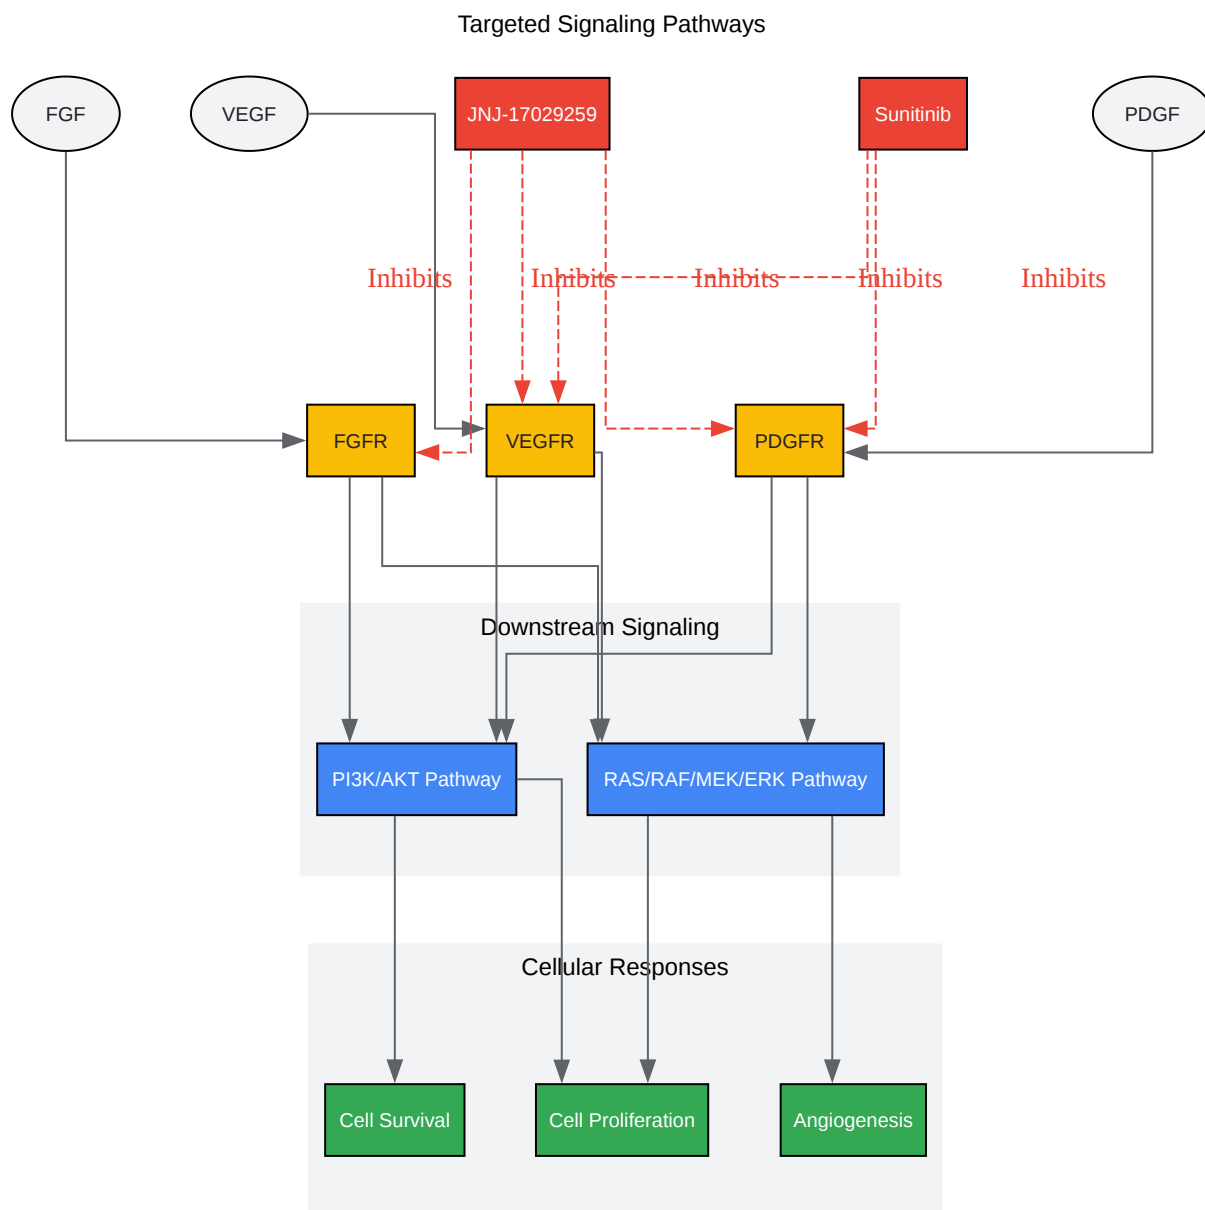 Targeted Signaling Pathways
FGF
VEGF
JNJ-17029259
Sunitinib
PDGF
Inhibits
Inhibits
Inhibits
Inhibits
Inhibits
FGFR
VEGFR
PDGFR
Downstream Signaling
PI3K/AKT Pathway
RAS/RAF/MEK/ERK Pathway
Cellular Responses
Cell Survival
Cell Proliferation
Angiogenesis